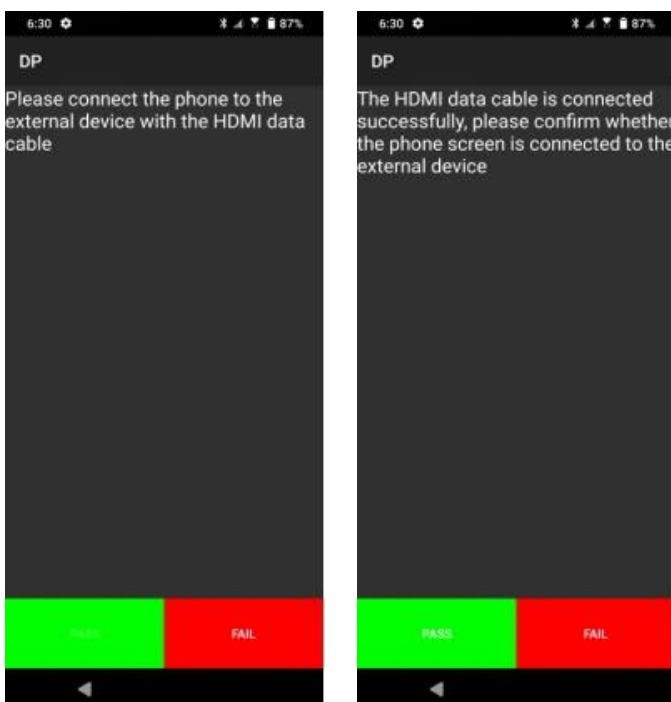 6:30
87%
DP
Please connect the phone to the
external device with the HDMI data
cable
PASS
FAIL
6:30
87%
DP
The HDMI data cable is connected
successfully, please confirm whether
the phone screen is connected to the
external device
PASS
FAIL